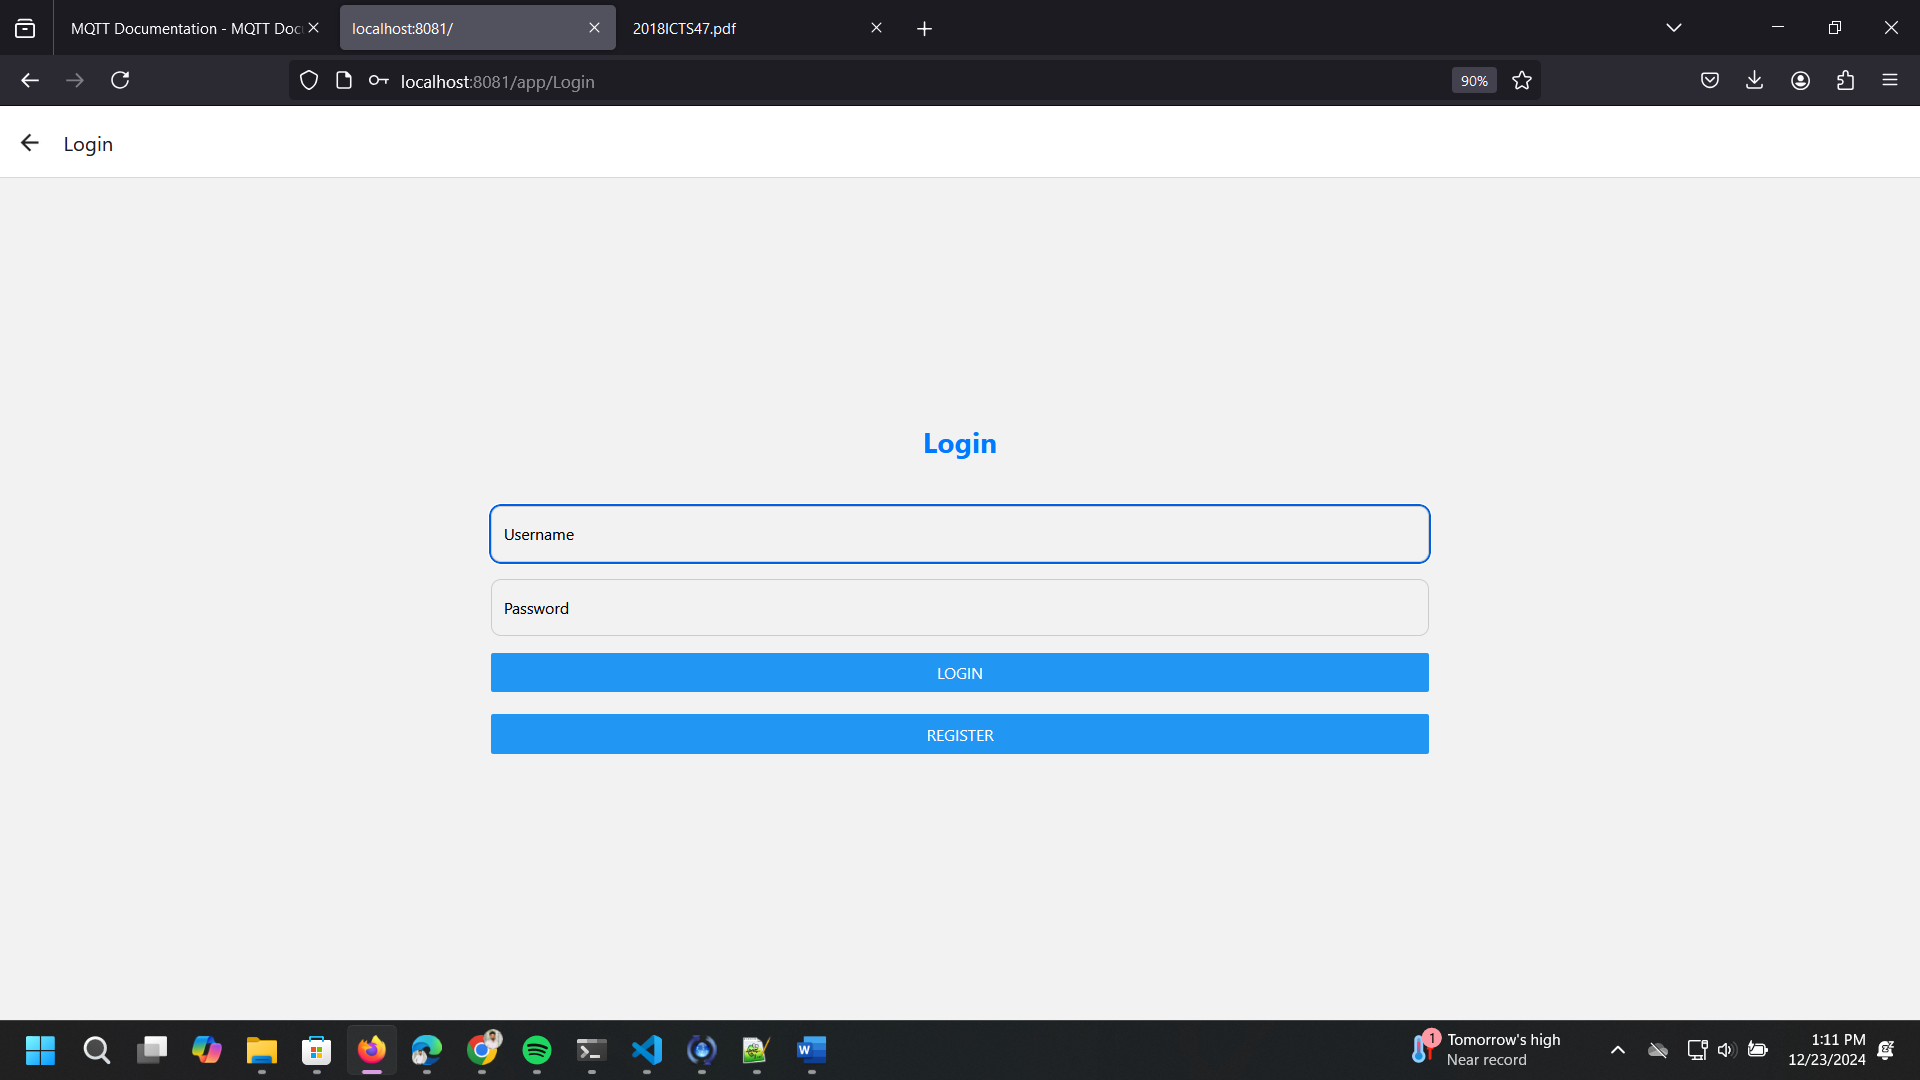 MQTT Documentation - MQTT Doc
localhost:8081/
2018ICTS47.pdf
localhost:8081/app/Login
90%
Login
Login
Username
Password
LOGIN
REGISTER
1
Tomorrow's high
Near record
1:11 PM
12/23/2024